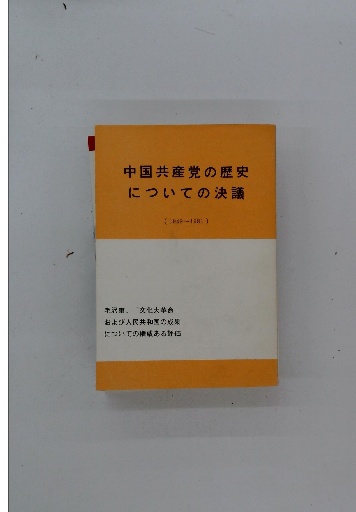 中国共産党の歴史
についての決議
(1949—1981)
毛沢東、「文化大革命」
および人民共和国の成果
についての権威ある評価